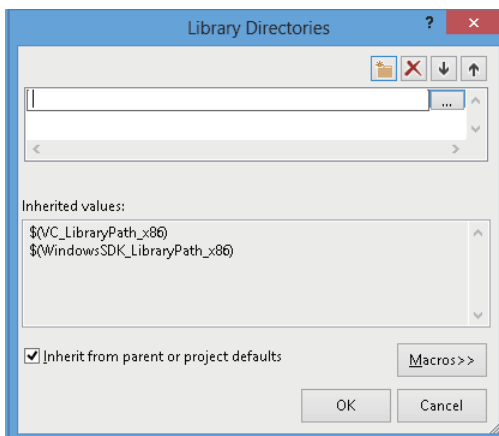 Library Directories
?
...
Inherited values:
$(VC_LibraryPath_x86)
$(WindowsSDK_LibraryPath_x86)
Inherit from parent or project defaults
Macros>>
OK
Cancel